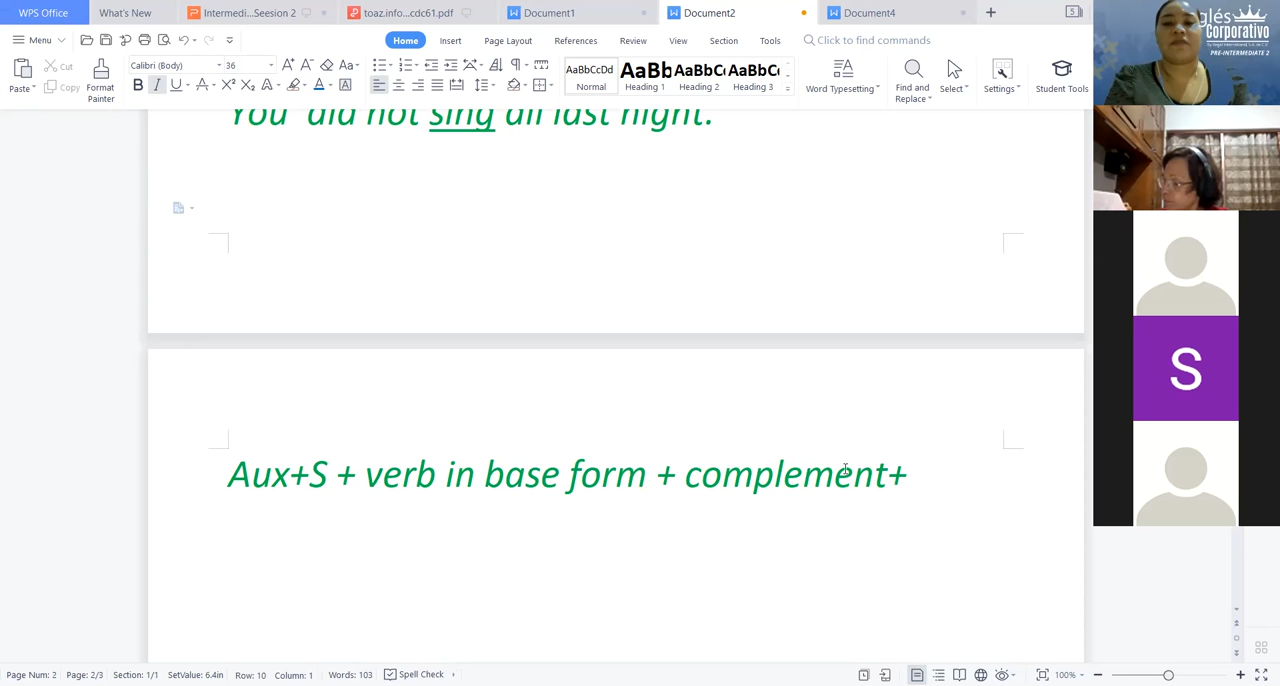 WPS Office What's New Intermedi...Seesion 2 toaz.info...cdc61.pdf Document1 Document2 Document4 + 5
Menu Home Insert Page Layout References Review View Section Tools Click to find commands
Paste Cut Copy Format Painter Calibri (Body) 36 AaBbCcDd Normal AaBb Heading 1 AaBbC Heading 2 AaBbC Heading 3 Word Typesetting Find and Replace Select Settings Student Tools
glés
Corporativo
PRE-INTERMEDIATE 2
You did not sing all last night.
S
Aux+S + verb in base form + complement+
Page Num: 2 Page: 2/3 Section: 1/1 SetValue: 6.4in Row: 10 Column: 1 Words: 103 Spell Check 100%